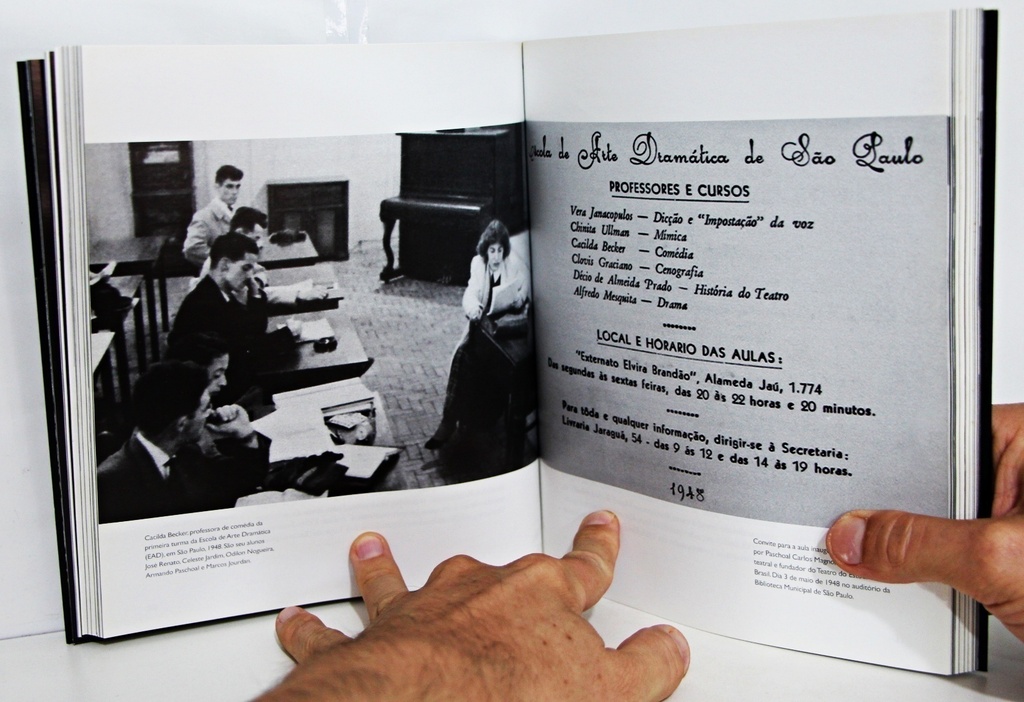 Cacilda Becker, professora de comédia da
primeira turma da Escola de Arte Dramática
(EAD), em São Paulo, 1948. São seu alunos
José Renato, Celeste Jardim, Odilon Nogueira,
Armando Paschoal e Marcos Jourdan.
de Arte Dramática de São Paulo
PROFESSORES E CURSOS
Vera Janacopulos — Dicção e "Impostação" da voz
Chinita Ullman — Mímica
Cacilda Becker — Comédia
Clovis Graciano — Cenografia
Décio de Almeida Prado — História do Teatro
Alfredo Mesquita — Drama
LOCAL E HORARIO DAS AULAS:
"Externato Elvira Brandão", Alameda Jaú, 1.774
Das segundas às sextas feiras, das 20 às 22 horas e 20 minutos.
Para tôda e qualquer informação, dirigir-se à Secretaria:
Livraria Jaraguá, 54 - das 9 às 12 e das 14 às 19 horas.
1948
Convite para a aula
por Paschoal Carlos
teatral e fundador do Teatro do
Brasil. Dia 3 de maio de 1948 no auditório da
Biblioteca Municipal de São Paulo.